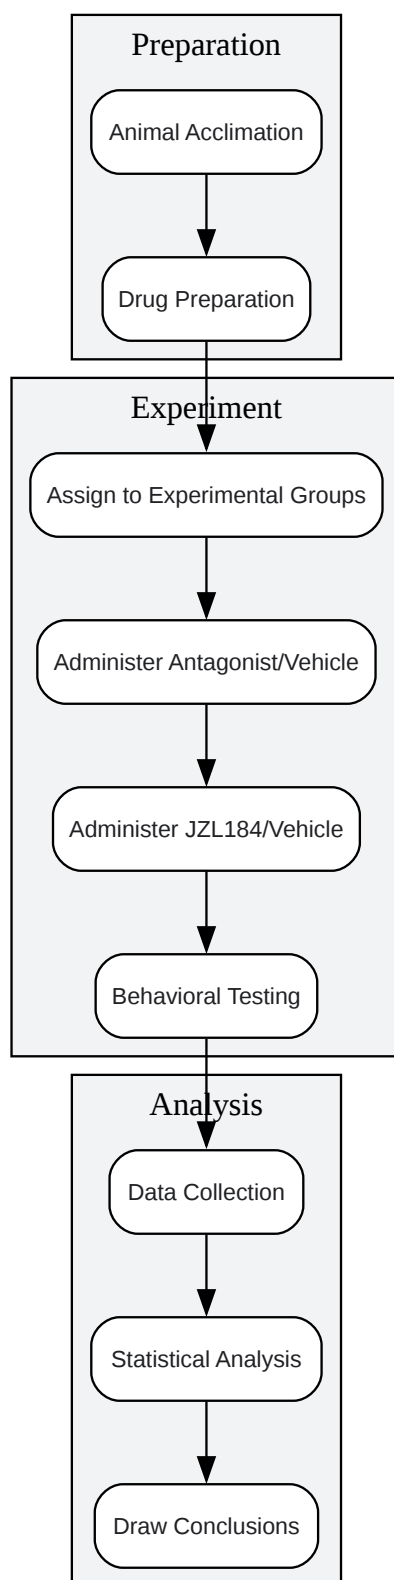 Preparation
Animal Acclimation
Drug Preparation
Experiment
Assign to Experimental Groups
Administer Antagonist/Vehicle
Administer JZL184/Vehicle
Behavioral Testing
Analysis
Data Collection
Statistical Analysis
Draw Conclusions